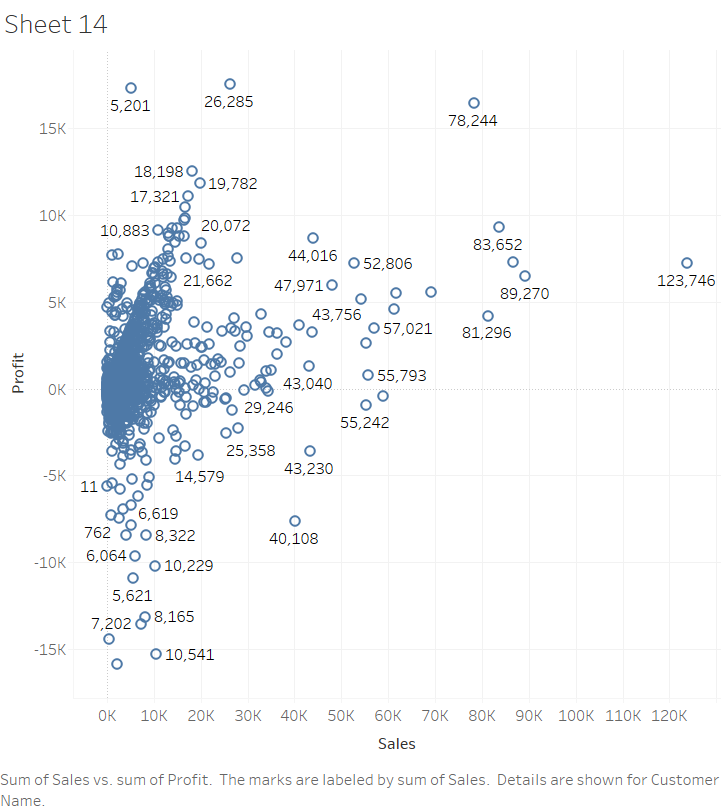 Sheet 14
5,201
26,285
78,244
15K
18,198
19,782
17,321
10K
10,883
20,072
44,016
83,652
52,806
21,662
47,971
123,746
89,270
5K
43,756
57,021
81,296
Profit
0K
43,040
55,793
29,246
55,242
25,358
43,230
-5K
11
14,579
6,619
762
8,322
40,108
6,064
10,229
-10K
5,621
7,202
8,165
-15K
10,541
0K 10K 20K 30K 40K 50K 60K 70K 80K 90K 100K 110K 120K
Sales
Sum of Sales vs. sum of Profit. The marks are labeled by sum of Sales. Details are shown for Customer
Name.